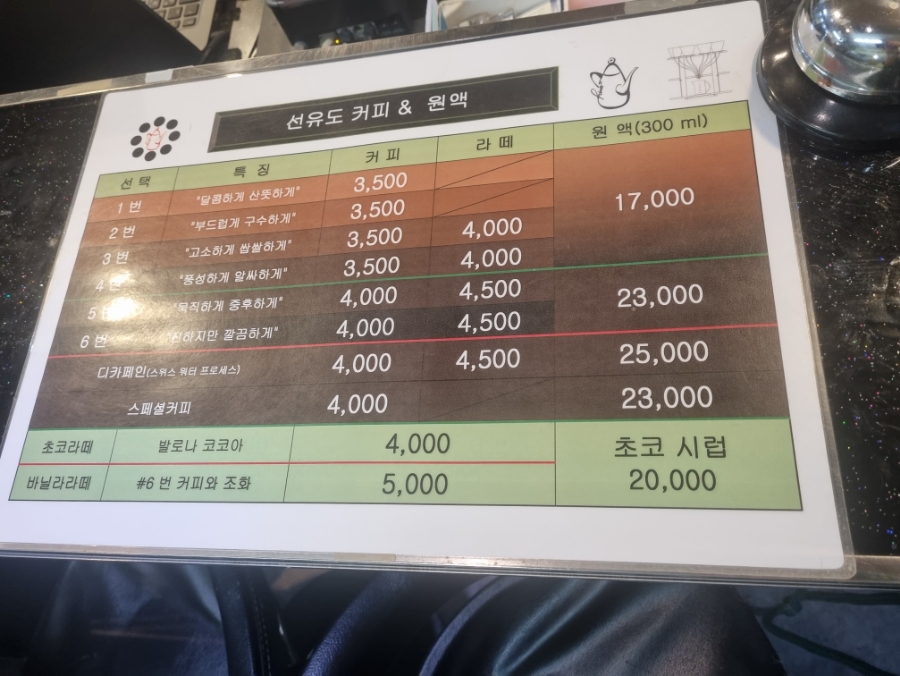 선유도 커피 & 원액
선택 특징 커피 라떼 원액(300 ml)
1번 "달콤하게 산뜻하게" 3,500 17,000
2번 "부드럽게 구수하게" 3,500
3번 "고소하게 쌉쌀하게" 3,500 4,000
4번 "풍성하게 알싸하게" 3,500 4,000
5번 "묵직하게 중후하게" 4,000 4,500 23,000
6번 깔끔하게" 4,000 4,500
디카페인(스위스 워터 프로세스) 4,000 4,500 25,000
스페셜커피 4,000 23,000
초코라떼 발로나 코코아 4,000 초코 시럽
바닐라라떼 #6 번 커피와 조화 5,000 20,000